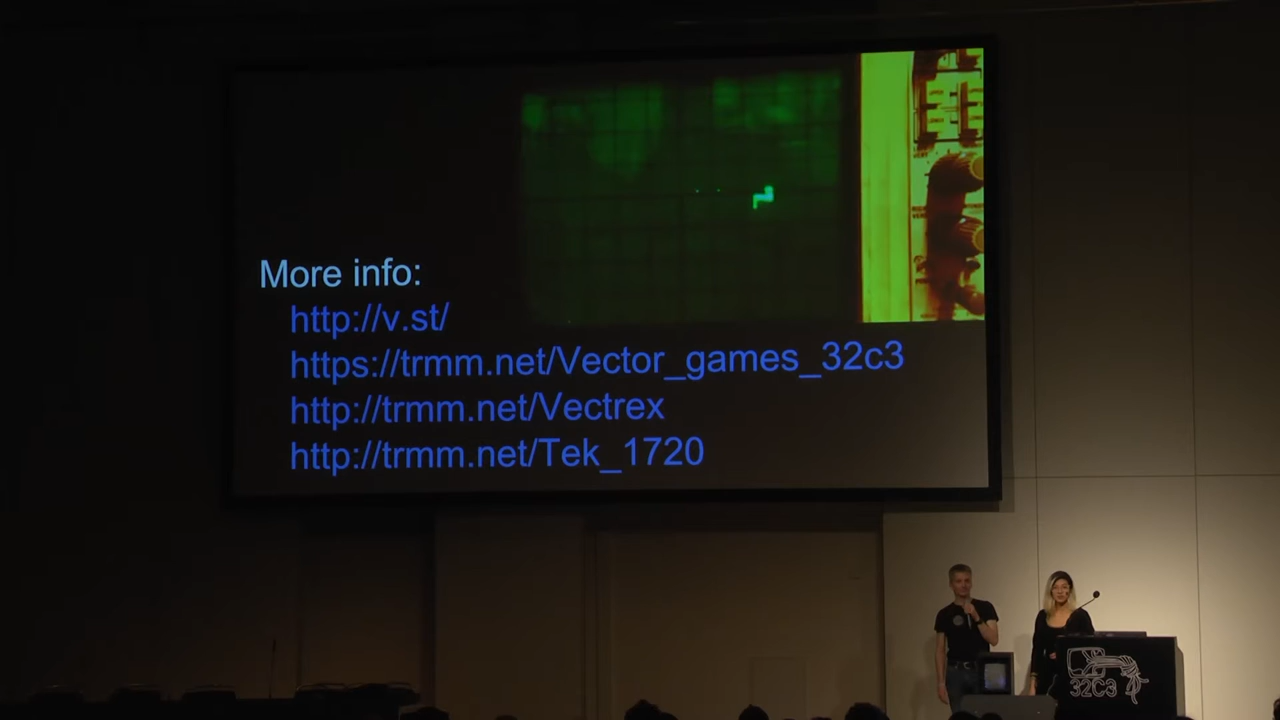 More info:
http://v.st/
https://trmm.net/Vector_games_32c3
http://trmm.net/Vectrex
http://trmm.net/Tek_1720
32C3